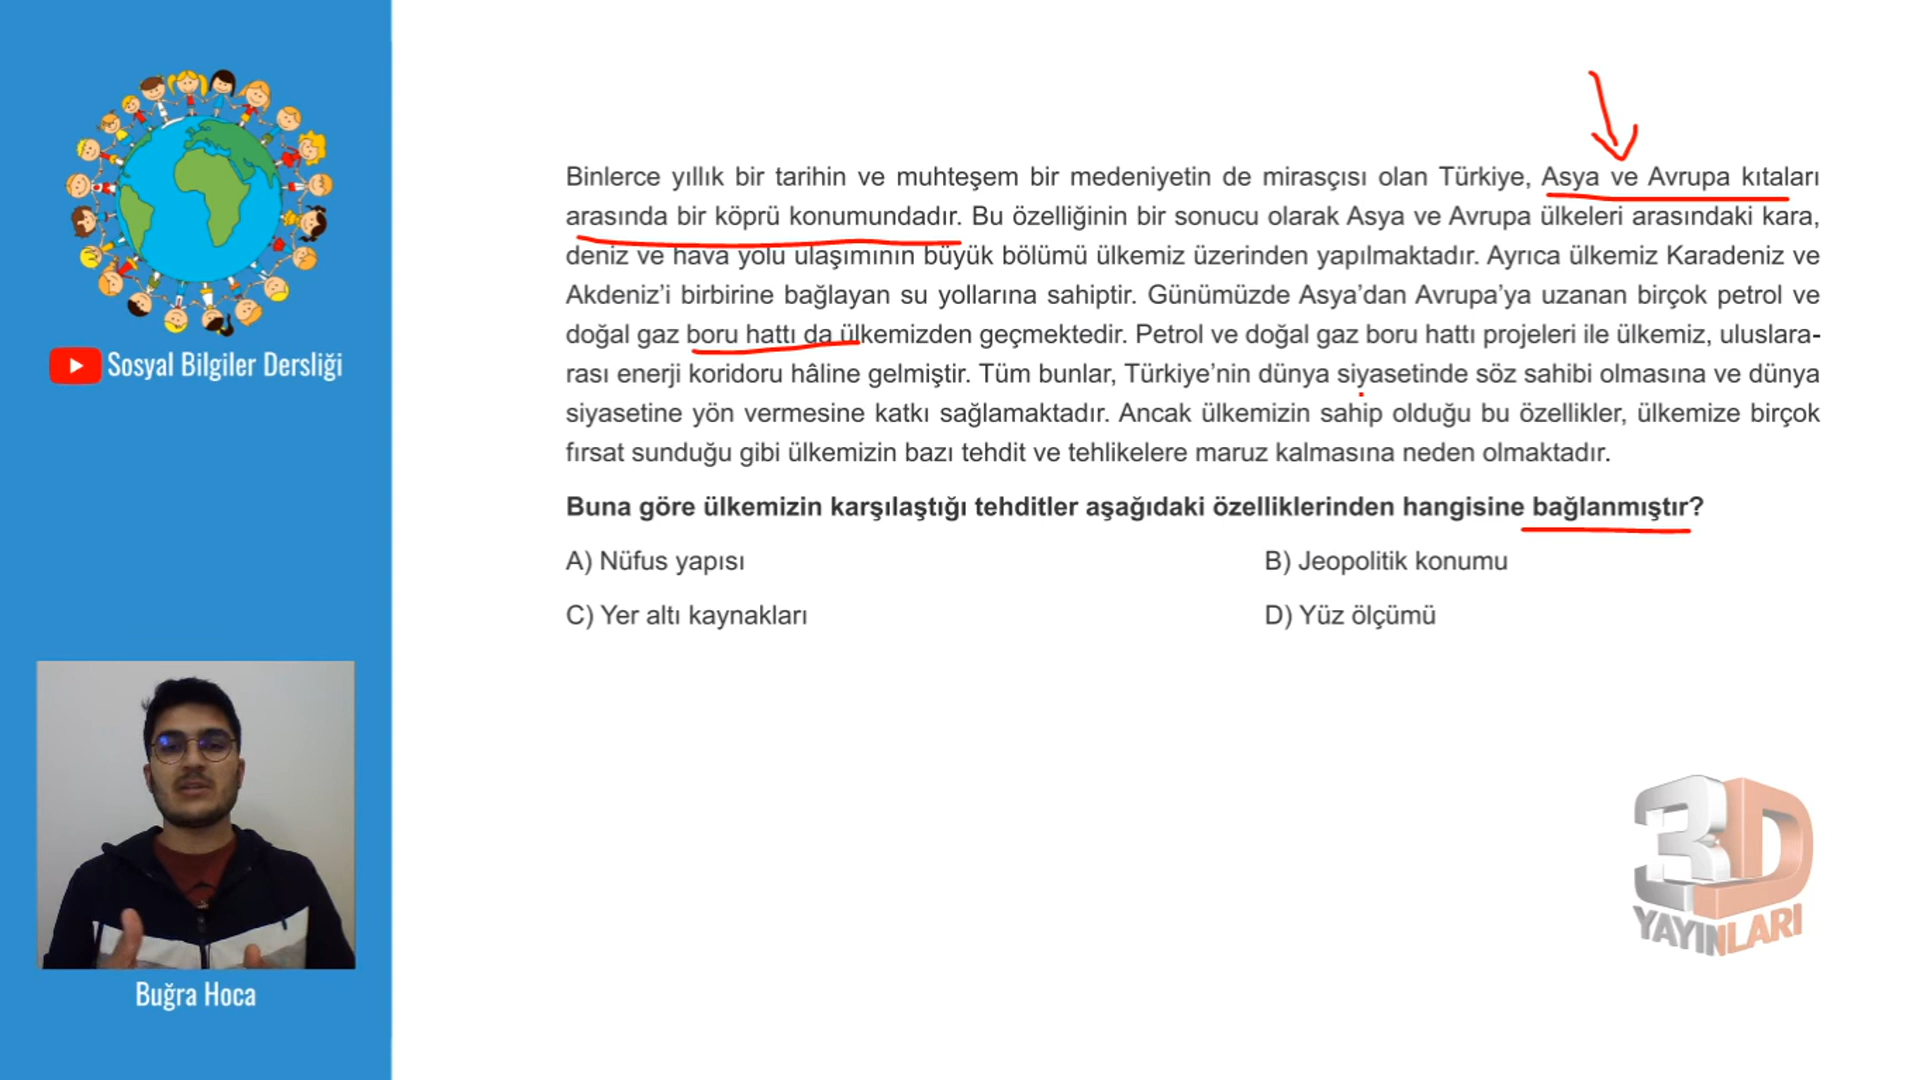 Sosyal Bilgiler Dersliği
Buğra Hoca
Binlerce yıllık bir tarihin ve muhteşem bir medeniyetin de mirasçısı olan Türkiye, Asya ve Avrupa kıtaları
arasında bir köprü konumundadır. Bu özelliğinin bir sonucu olarak Asya ve Avrupa ülkeleri arasındaki kara,
deniz ve hava yolu ulaşımının büyük bölümü ülkemiz üzerinden yapılmaktadır. Ayrıca ülkemiz Karadeniz ve
Akdeniz’i birbirine bağlayan su yollarına sahiptir. Günümüzde Asya’dan Avrupa’ya uzanan birçok petrol ve
doğal gaz boru hattı da ülkemizden geçmektedir. Petrol ve doğal gaz boru hattı projeleri ile ülkemiz, uluslara-
rası enerji koridoru hâline gelmiştir. Tüm bunlar, Türkiye’nin dünya siyasetinde söz sahibi olmasına ve dünya
siyasetine yön vermesine katkı sağlamaktadır. Ancak ülkemizin sahip olduğu bu özellikler, ülkemize birçok
fırsat sunduğu gibi ülkemizin bazı tehdit ve tehlikelere maruz kalmasına neden olmaktadır.
Buna göre ülkemizin karşılaştığı tehditler aşağıdaki özelliklerinden hangisine bağlanmıştır?
A) Nüfus yapısı
B) Jeopolitik konumu
C) Yer altı kaynakları
D) Yüz ölçümü
3D
YAYINLARI